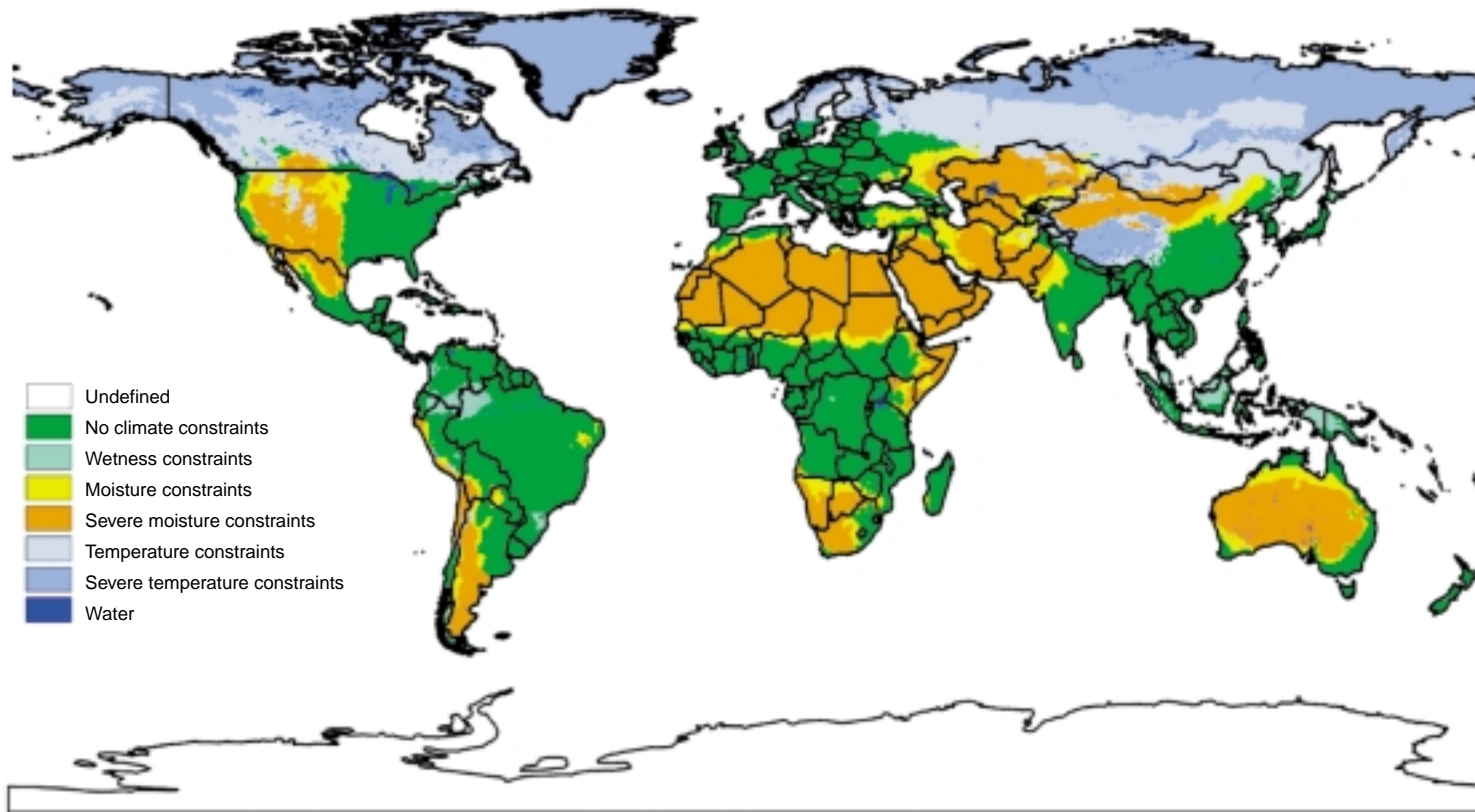 Undefined
No climate constraints
Wetness constraints
Moisture constraints
Severe moisture constraints
Temperature constraints
Severe temperature constraints
Water